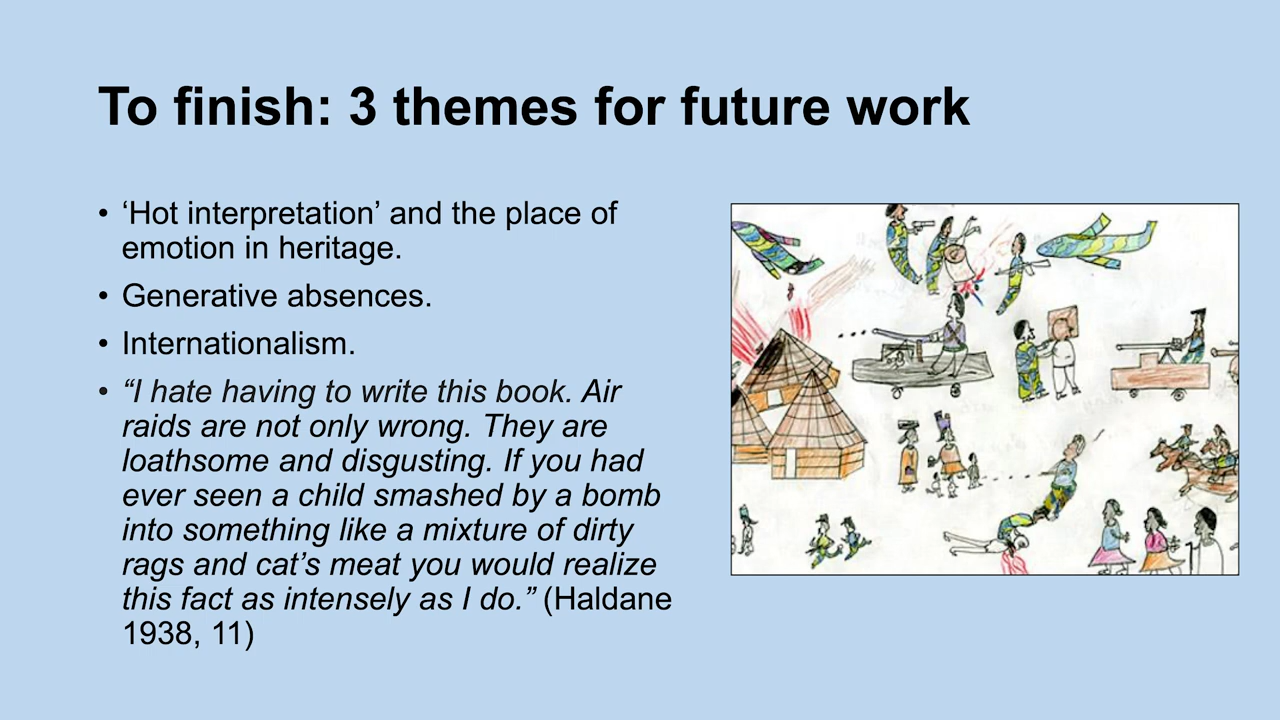 To finish: 3 themes for future work
• ‘Hot interpretation’ and the place of
emotion in heritage.
• Generative absences.
• Internationalism.
• “I hate having to write this book. Air
raids are not only wrong. They are
loathsome and disgusting. If you had
ever seen a child smashed by a bomb
into something like a mixture of dirty
rags and cat’s meat you would realize
this fact as intensely as I do.” (Haldane
1938, 11)